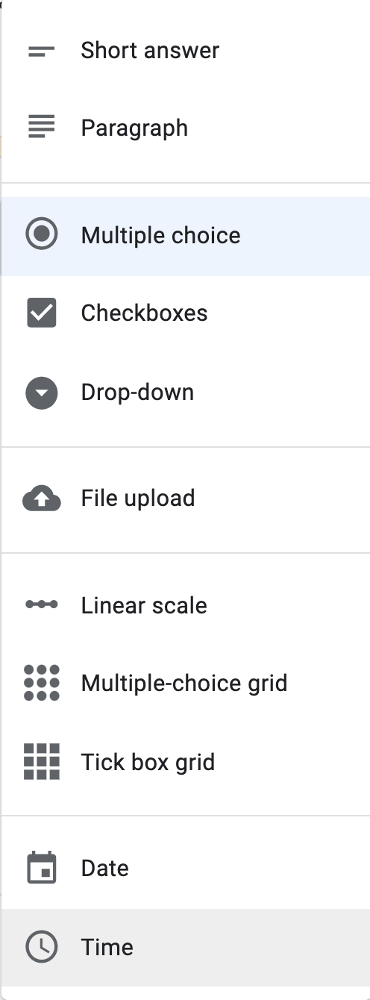 Short answer
Paragraph
Multiple choice
Checkboxes
Drop-down
File upload
Linear scale
Multiple-choice grid
Tick box grid
Date
Time